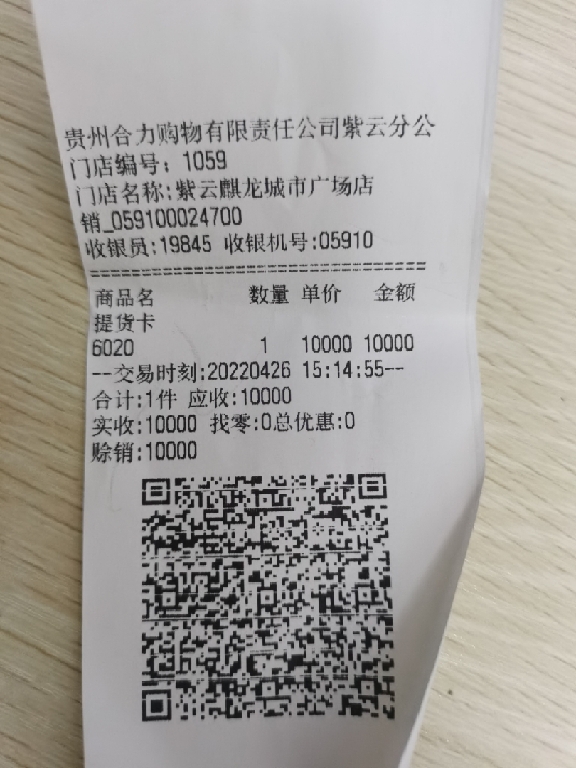 贵州合力购物有限责任公司紫云分公
门店编号：1059
门店名称:紫云麒龙城市广场店
销_059100024700
收银员:19845 收银机号:05910
商品名 数量 单价 金额
提货卡
6020 1 10000 10000
--交易时刻:20220426 15:14:55--
合计:1件 应收:10000
实收:10000 找零:0总优惠:0
赊销:10000